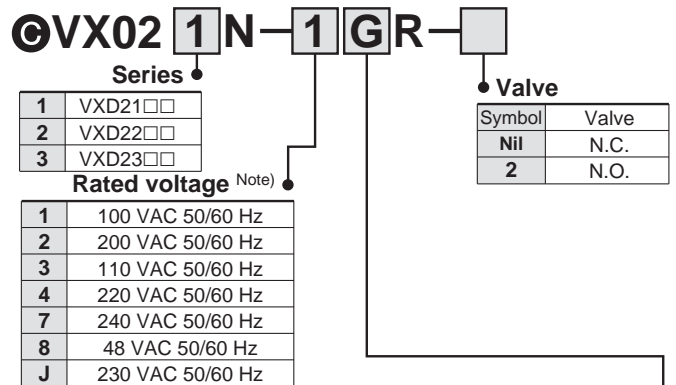 ⒼVX02 1 N－1 G R－
Series
1 VXD21□□
2 VXD22□□
3 VXD23□□
Valve
Symbol Valve
Nil N.C.
2 N.O.
Rated voltage Note)
1 100 VAC 50/60 Hz
2 200 VAC 50/60 Hz
3 110 VAC 50/60 Hz
4 220 VAC 50/60 Hz
7 240 VAC 50/60 Hz
8 48 VAC 50/60 Hz
J 230 VAC 50/60 Hz